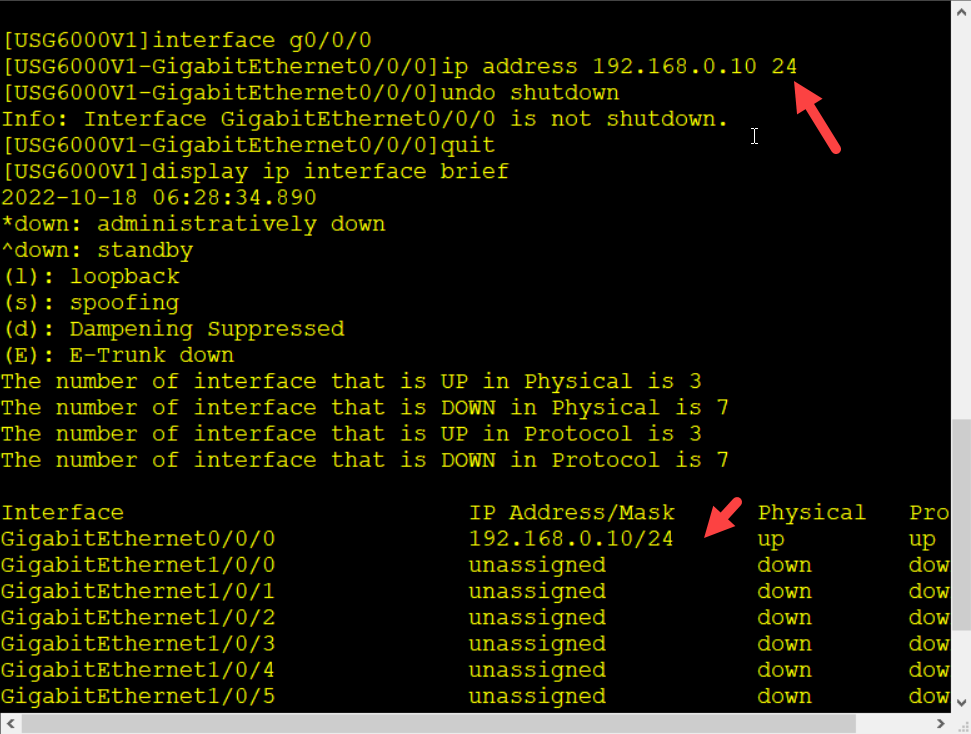 [USG6000V1]interface g0/0/0
[USG6000V1-GigabitEthernet0/0/0]ip address 192.168.0.10 24
[USG6000V1-GigabitEthernet0/0/0]undo shutdown
Info: Interface GigabitEthernet0/0/0 is not shutdown.
[USG6000V1-GigabitEthernet0/0/0]quit
[USG6000V1]display ip interface brief
2022-10-18 06:28:34.890
*down: administratively down
^down: standby
(l): loopback
(s): spoofing
(d): Dampening Suppressed
(E): E-Trunk down
The number of interface that is UP in Physical is 3
The number of interface that is DOWN in Physical is 7
The number of interface that is UP in Protocol is 3
The number of interface that is DOWN in Protocol is 7
Interface IP Address/Mask Physical Pro
GigabitEthernet0/0/0 192.168.0.10/24 up up
GigabitEthernet1/0/0 unassigned down dow
GigabitEthernet1/0/1 unassigned down dow
GigabitEthernet1/0/2 unassigned down dow
GigabitEthernet1/0/3 unassigned down dow
GigabitEthernet1/0/4 unassigned down dow
GigabitEthernet1/0/5 unassigned down dow